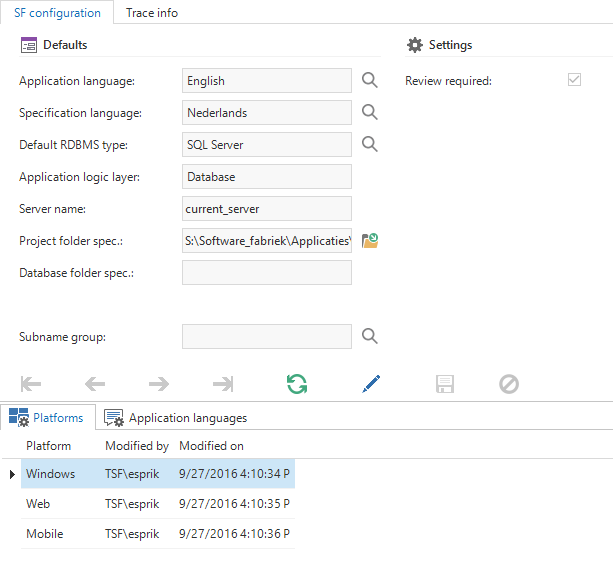 SF configuration Trace info
Defaults Settings
Application language: English Review required:
Specification language: Nederlands
Default RDBMS type: SQL Server
Application logic layer: Database
Server name: current_server
Project folder spec.: S:\Software_fabriek\Applicaties\
Database folder spec.:
Subname group:
Platforms Application languages
Platform Modified by Modified on
Windows TSF\esprik 9/27/2016 4:10:34 P
Web TSF\esprik 9/27/2016 4:10:35 P
Mobile TSF\esprik 9/27/2016 4:10:36 P